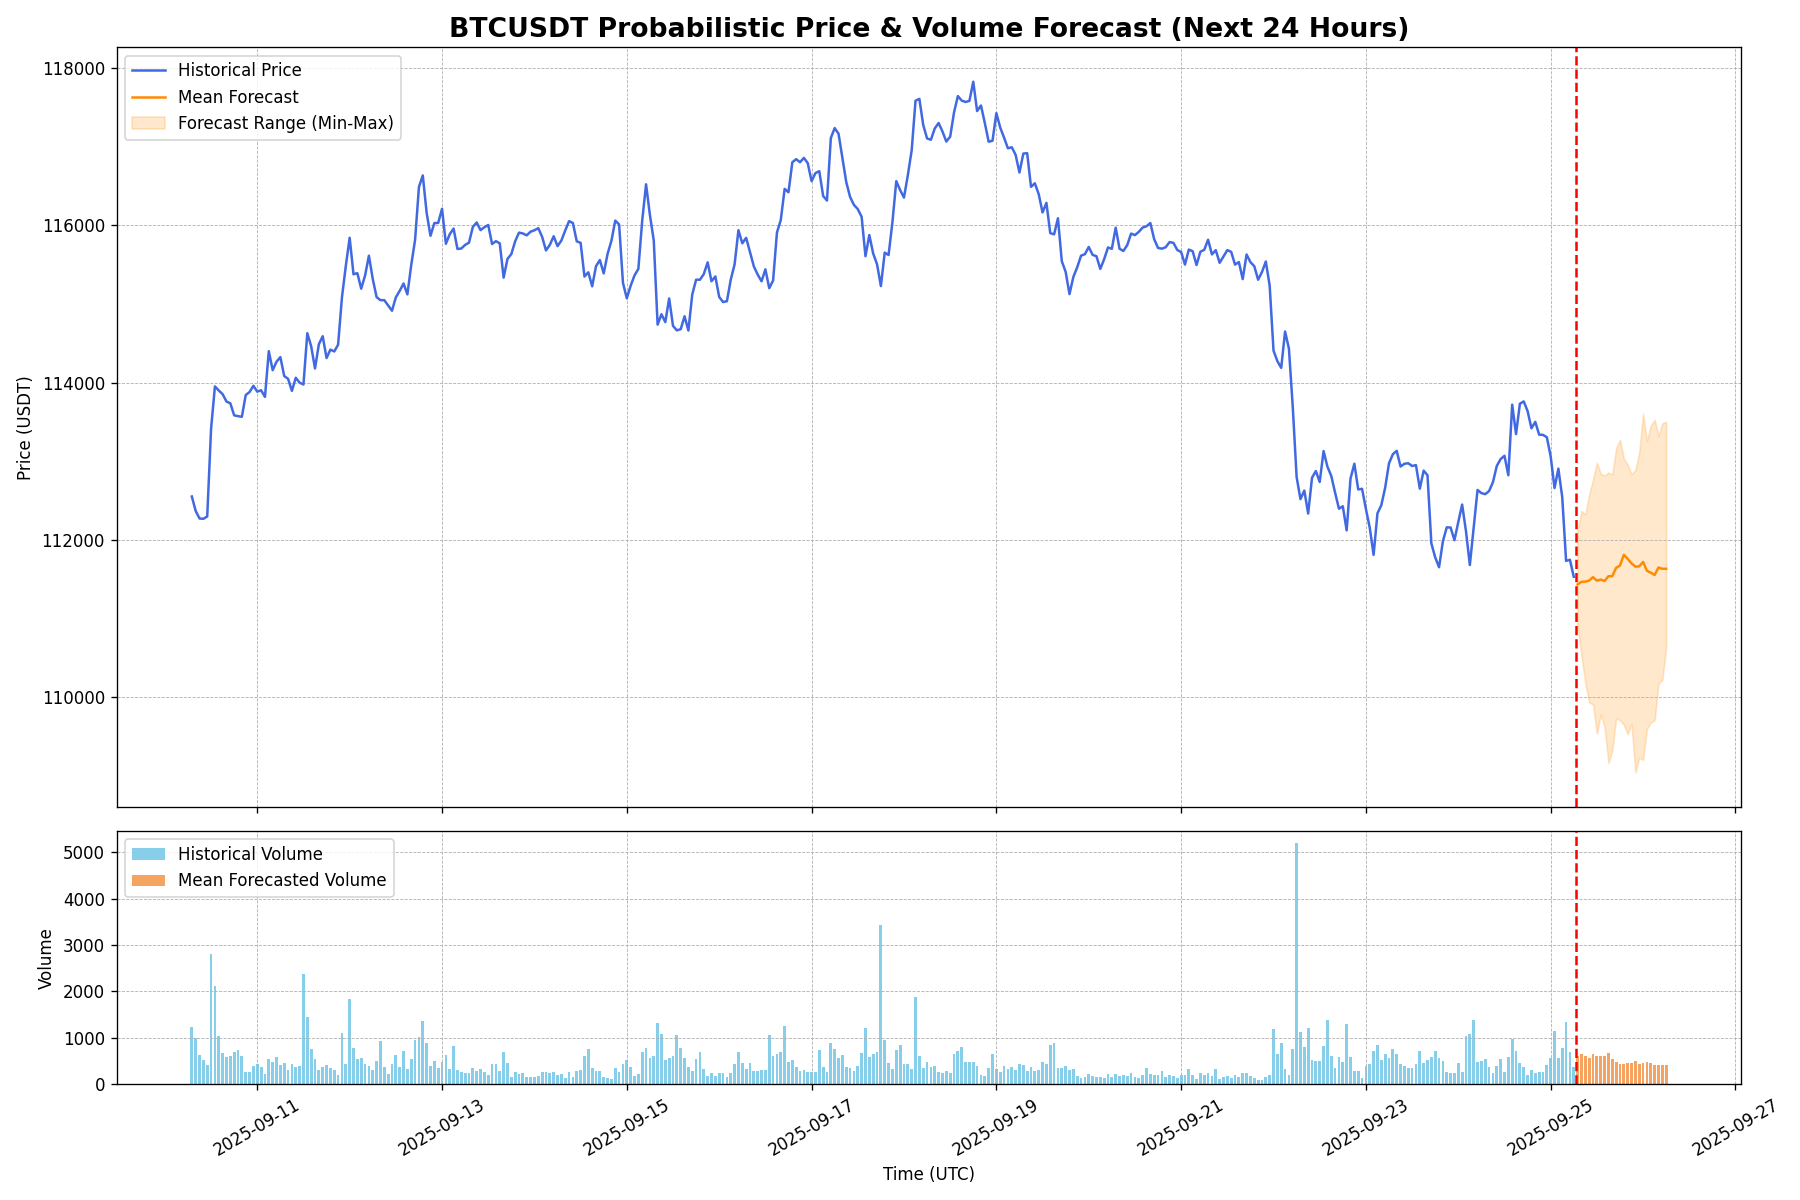 BTCUSDT Probabilistic Price & Volume Forecast (Next 24 Hours)
Historical Price
Mean Forecast
Forecast Range (Min-Max)
118000
116000
114000
112000
110000
Price (USDT)
Historical Volume
Mean Forecasted Volume
5000
4000
3000
2000
1000
0
Volume
2025-09-11
2025-09-13
2025-09-15
2025-09-17
2025-09-19
2025-09-21
2025-09-23
2025-09-25
2025-09-27
Time (UTC)